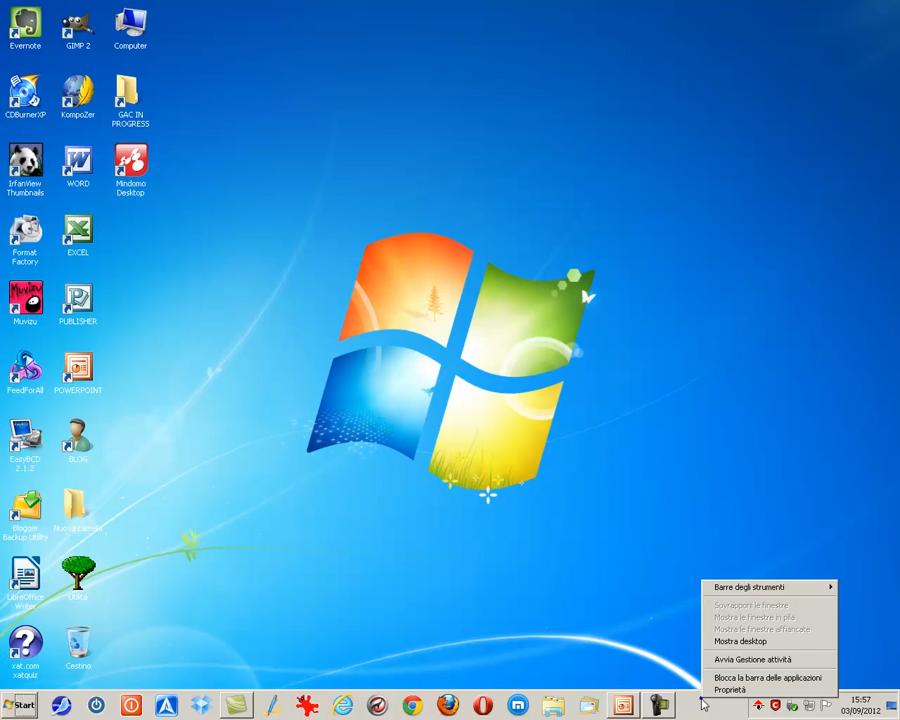 Evernote
GIMP 2
Computer
CDBurnerXP
KompoZer
GAC IN
PROGRESS
IrfanView
Thumbnails
WORD
Mindomo
Desktop
Format
Factory
EXCEL
Muvizu
Muvizu
PUBLISHER
FeedForAll
POWERPOINT
EasyBCD
2.1.2
BLOG
Blogger
Backup Utility
Nuova cartella
LibreOffice
Writer
Utilità
xat.com
xatquiz
Cestino
Barre degli strumenti
Sovrapponi le finestre
Mostra le finestre in pila
Mostra le finestre affiancate
Mostra desktop
Avvia Gestione attività
Blocca la barra delle applicazioni
Proprietà
Start
15:57
03/09/2012